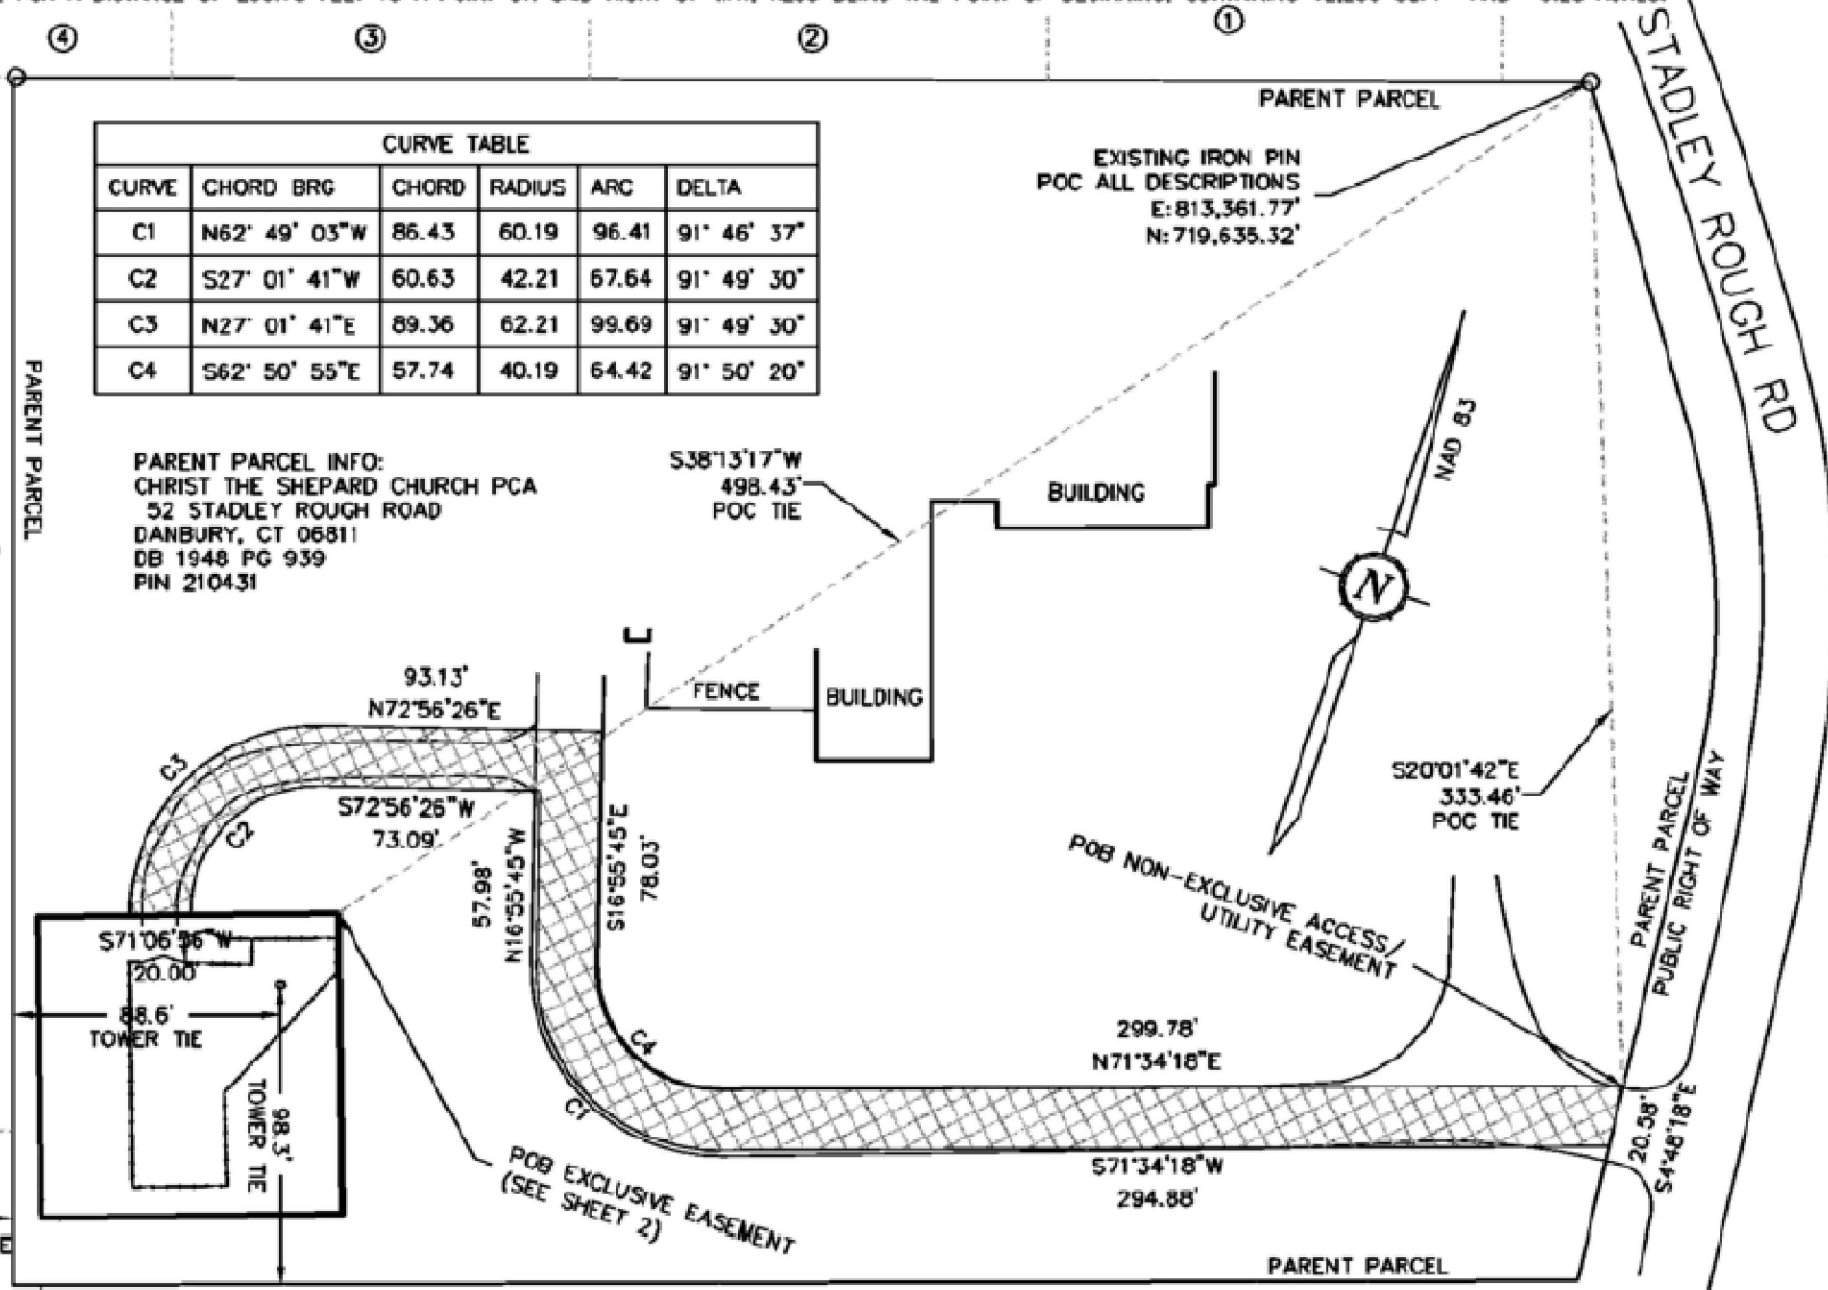 ④ ③ ② ①
STADLEY ROUGH RD
PARENT PARCEL
CURVE TABLE
CURVE CHORD BRG CHORD RADIUS ARC DELTA
C1 N62° 49' 03"W 86.43 60.19 96.41 91° 46' 37"
C2 S27° 01' 41"W 60.63 42.21 67.64 91° 49' 30"
C3 N27° 01' 41"E 89.36 62.21 99.69 91° 49' 30"
C4 S62° 50' 55"E 57.74 40.19 64.42 91° 50' 20"
EXISTING IRON PIN
POC ALL DESCRIPTIONS
E:813,361.77'
N:719,635.32'
PARENT PARCEL
PARENT PARCEL INFO:
CHRIST THE SHEPARD CHURCH PCA
52 STADLEY ROUGH ROAD
DANBURY, CT 06811
DB 1948 PG 939
PIN 210431
S38°13'17"W
498.43'
POC TIE
BUILDING
NAD 83
N
93.13'
N72°56'26"E
FENCE
BUILDING
C3
S72°56'26"W
73.09'
C2
57.98'
N16°55'45"W
S16°55'45"E
78.03'
S20°01'42"E
333.46'
POC TIE
PARENT PARCEL
PUBLIC RIGHT OF WAY
POB NON-EXCLUSIVE ACCESS/
UTILITY EASEMENT
S71°06'56"W
20.00'
88.6'
TOWER TIE
98.3'
TOWER TIE
C4
C1
299.78'
N71°34'18"E
S71°34'18"W
294.88'
20.58'
S4°48'18"E
POB EXCLUSIVE EASEMENT
(SEE SHEET 2)
PARENT PARCEL